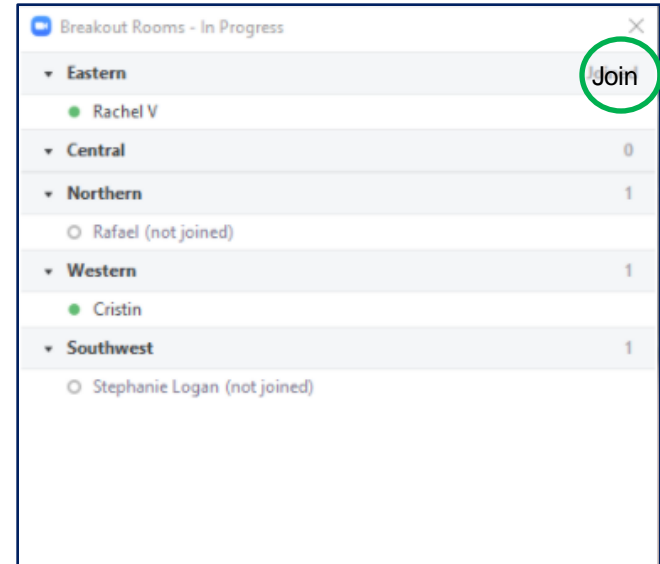 Breakout Rooms - In Progress
Eastern Join
Rachel V
Central 0
Northern 1
Rafael (not joined)
Western 1
Cristin
Southwest 1
Stephanie Logan (not joined)